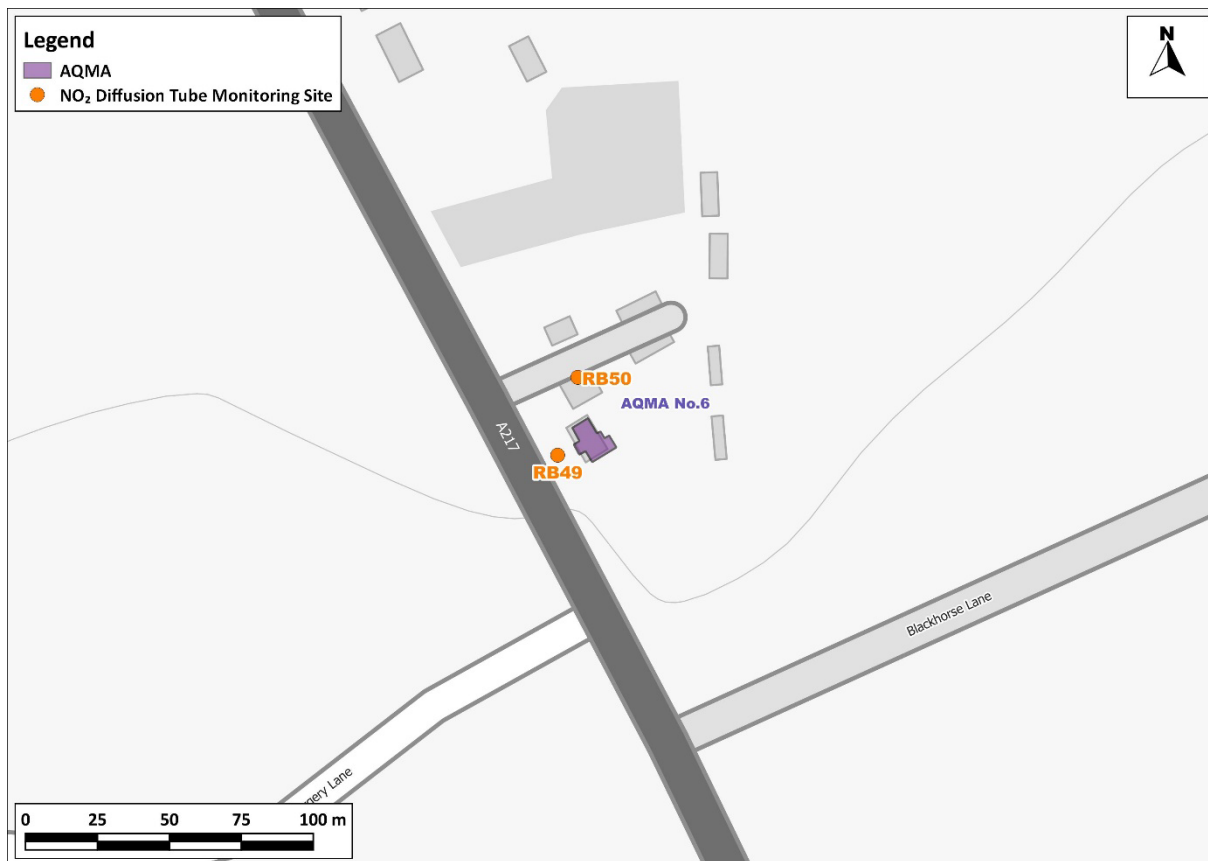 Legend
AQMA
NO₂ Diffusion Tube Monitoring Site
N
RB50
AQMA No.6
A217
RB49
Blackhorse Lane
Lane
0 25 50 75 100 m